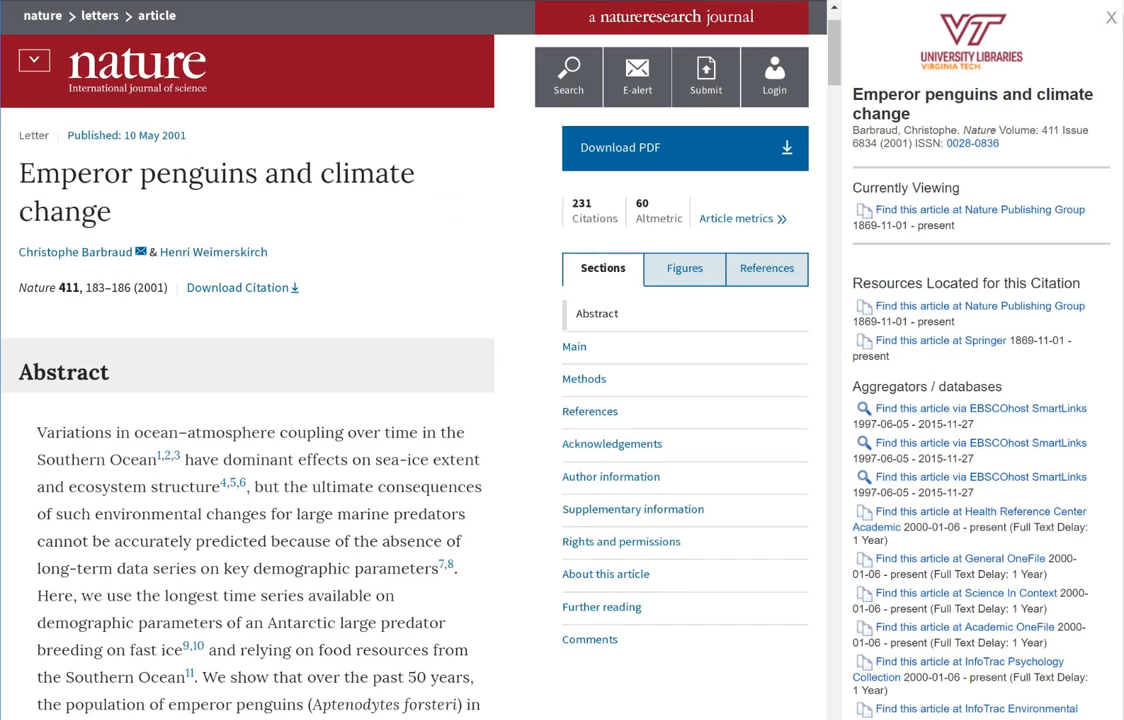 nature > letters > article
a natureresearch journal
nature
International journal of science
Search
E-alert
Submit
Login
Letter | Published: 10 May 2001
Emperor penguins and climate
change
Christophe Barbraud & Henri Weimerskirch
Nature 411, 183–186 (2001) | Download Citation
Abstract
Variations in ocean–atmosphere coupling over time in the
Southern Ocean1,2,3 have dominant effects on sea-ice extent
and ecosystem structure4,5,6, but the ultimate consequences
of such environmental changes for large marine predators
cannot be accurately predicted because of the absence of
long-term data series on key demographic parameters7,8.
Here, we use the longest time series available on
demographic parameters of an Antarctic large predator
breeding on fast ice9,10 and relying on food resources from
the Southern Ocean11. We show that over the past 50 years,
the population of emperor penguins (Aptenodytes forsteri) in
Download PDF
231
Citations
60
Altmetric
Article metrics »
Sections
Figures
References
Abstract
Main
Methods
References
Acknowledgements
Author information
Supplementary information
Rights and permissions
About this article
Further reading
Comments
X
VT
UNIVERSITY LIBRARIES
VIRGINIA TECH.
Emperor penguins and climate
change
Barbraud, Christophe. Nature Volume: 411 Issue
6834 (2001) ISSN: 0028-0836
Currently Viewing
Find this article at Nature Publishing Group
1869-11-01 - present
Resources Located for this Citation
Find this article at Nature Publishing Group
1869-11-01 - present
Find this article at Springer 1869-11-01 -
present
Aggregators / databases
Find this article via EBSCOhost SmartLinks
1997-06-05 - 2015-11-27
Find this article via EBSCOhost SmartLinks
1997-06-05 - 2015-11-27
Find this article via EBSCOhost SmartLinks
1997-06-05 - 2015-11-27
Find this article at Health Reference Center
Academic 2000-01-06 - present (Full Text Delay:
1 Year)
Find this article at General OneFile 2000-
01-06 - present (Full Text Delay: 1 Year)
Find this article at Science In Context 2000-
01-06 - present (Full Text Delay: 1 Year)
Find this article at Academic OneFile 2000-
01-06 - present (Full Text Delay: 1 Year)
Find this article at InfoTrac Psychology
Collection 2000-01-06 - present (Full Text Delay:
1 Year)
Find this article at InfoTrac Environmental